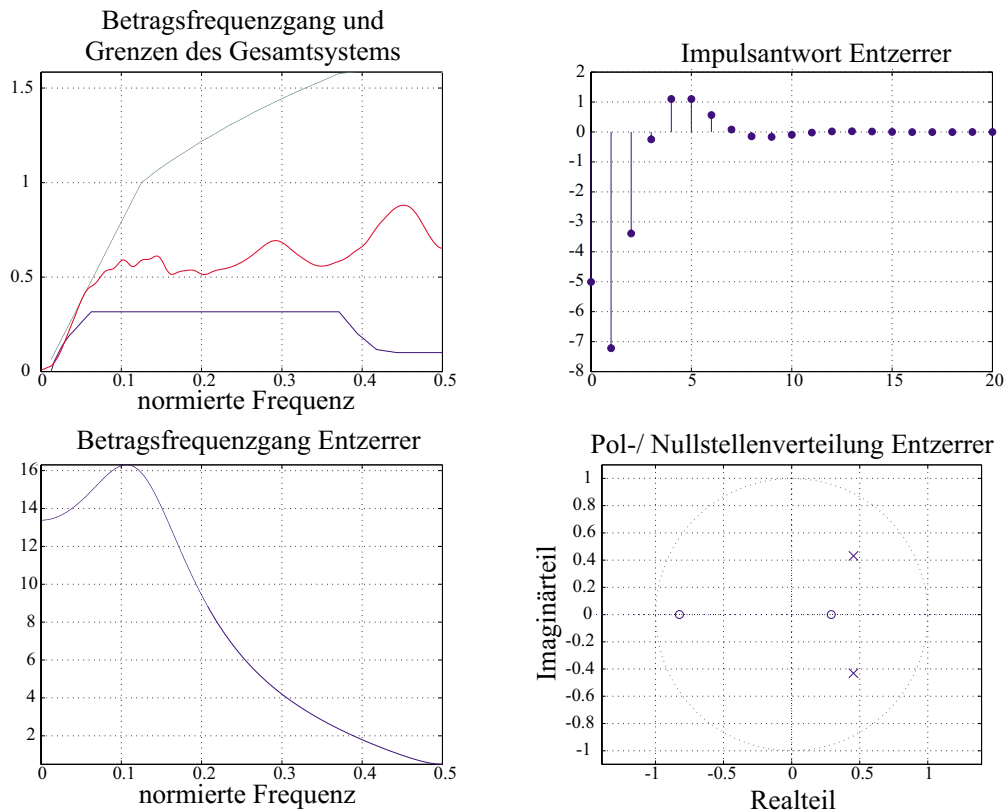 Betragsfrequenzgang und
Grenzen des Gesamtsystems
1.5
1
0.5
0
0 0.1 0.2 0.3 0.4 0.5
normierte Frequenz
Impulsantwort Entzerrer
2
1
0
-1
-2
-3
-4
-5
-6
-7
-8
0 5 10 15 20
Betragsfrequenzgang Entzerrer
16
14
12
10
8
6
4
2
0 0.1 0.2 0.3 0.4 0.5
normierte Frequenz
Pol-/ Nullstellenverteilung Entzerrer
Imaginärteil
1
0.8
0.6
0.4
0.2
0
-0.2
-0.4
-0.6
-0.8
-1
-1 0 1
Realteil